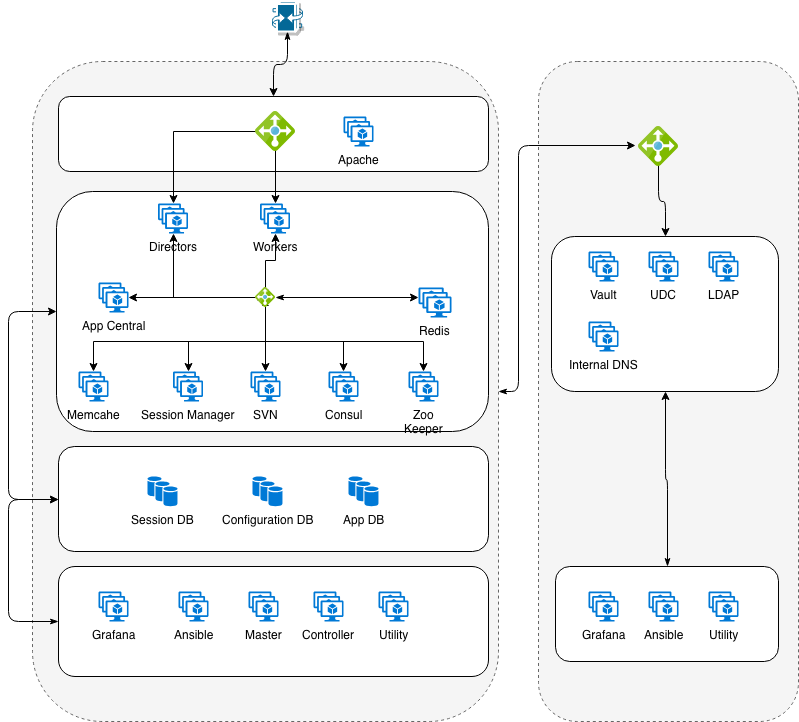 Apache
Directors
Workers
App Central
Redis
Memcahe
Session Manager
SVN
Consul
Zoo
Keeper
Session DB
Configuration DB
App DB
Grafana
Ansible
Master
Controller
Utility
Vault
UDC
LDAP
Internal DNS
Grafana
Ansible
Utility